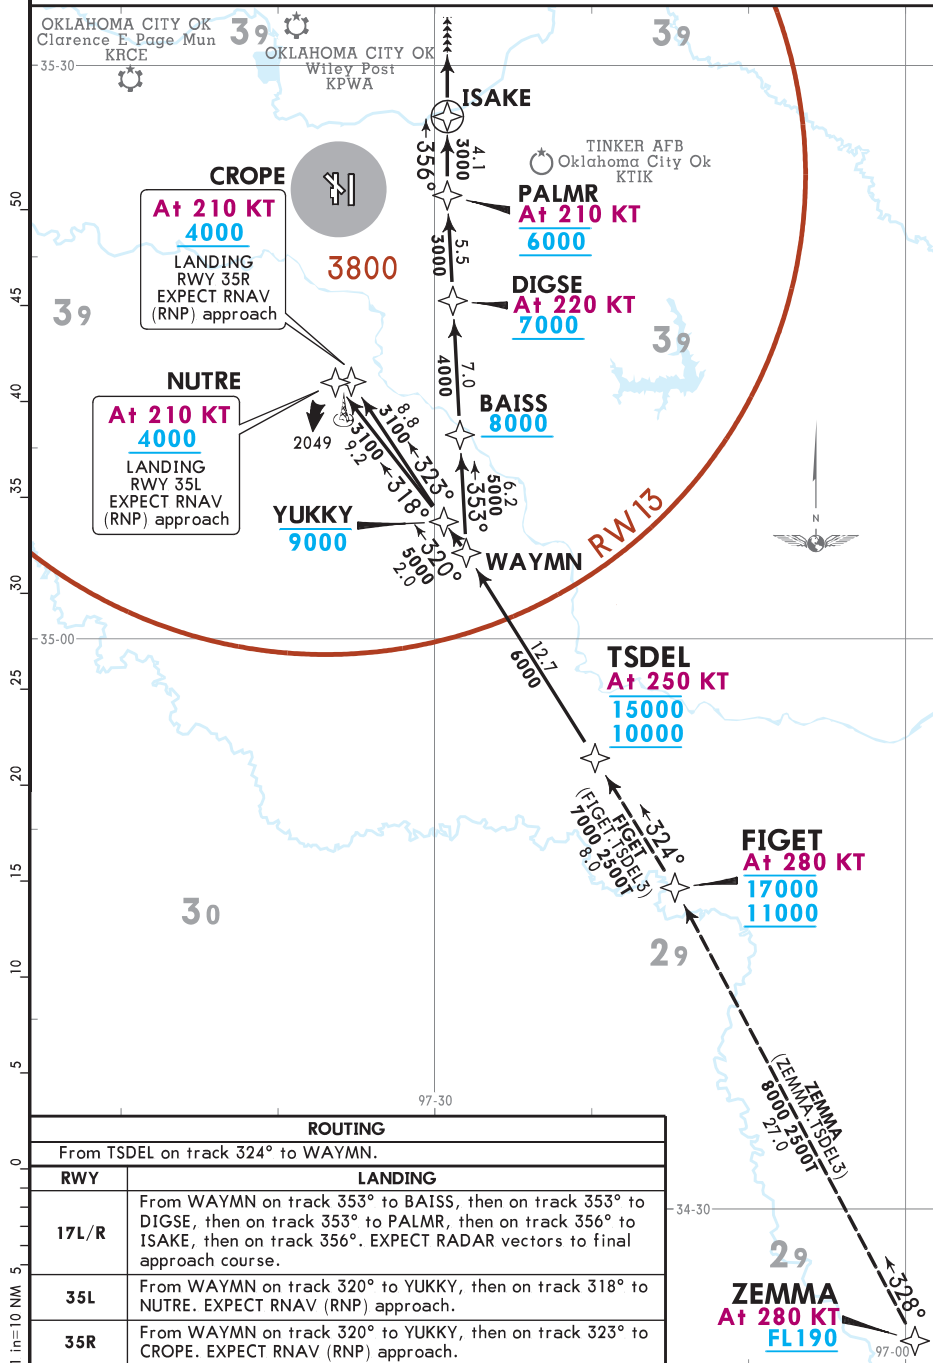 OKLAHOMA CITY OK
Clarence E Page Mun
KRCE
39
OKLAHOMA CITY OK
Wiley Post
KPWA
39
35-30
ISAKE
TINKER AFB
Oklahoma City Ok
KTIK
356°
3000
4.1
CROPE
At 210 KT
4000
LANDING
RWY 35R
EXPECT RNAV
(RNP) approach
PALMR
At 210 KT
6000
3800
3000
5.5
DIGSE
At 220 KT
7000
39
39
4000
7.0
NUTRE
At 210 KT
4000
LANDING
RWY 35L
EXPECT RNAV
(RNP) approach
2049
BAISS
8000
8.8
3100
323°
3100
9.2
318°
6.2
5000
353°
YUKKY
9000
320°
5000
2.0
WAYMN
RW13
N
35-00
12.7
6000
TSDEL
At 250 KT
15000
10000
324°
FIGET
(FIGET.TSDEL3)
7000 2500T
8.0
FIGET
At 280 KT
17000
11000
30
29
ZEMMA
(ZEMMA.TSDEL3)
8000 2500T
27.0
97-30
34-30
29
ZEMMA
At 280 KT
FL190
328°
97-00
50
45
40
35
30
25
20
15
10
5
0
5
1 in=10 NM
ROUTING
From TSDEL on track 324° to WAYMN.
RWY LANDING
17L/R
From WAYMN on track 353° to BAISS, then on track 353° to
DIGSE, then on track 353° to PALMR, then on track 356° to
ISAKE, then on track 356°. EXPECT RADAR vectors to final
approach course.
35L
From WAYMN on track 320° to YUKKY, then on track 318° to
NUTRE. EXPECT RNAV (RNP) approach.
35R
From WAYMN on track 320° to YUKKY, then on track 323° to
CROPE. EXPECT RNAV (RNP) approach.